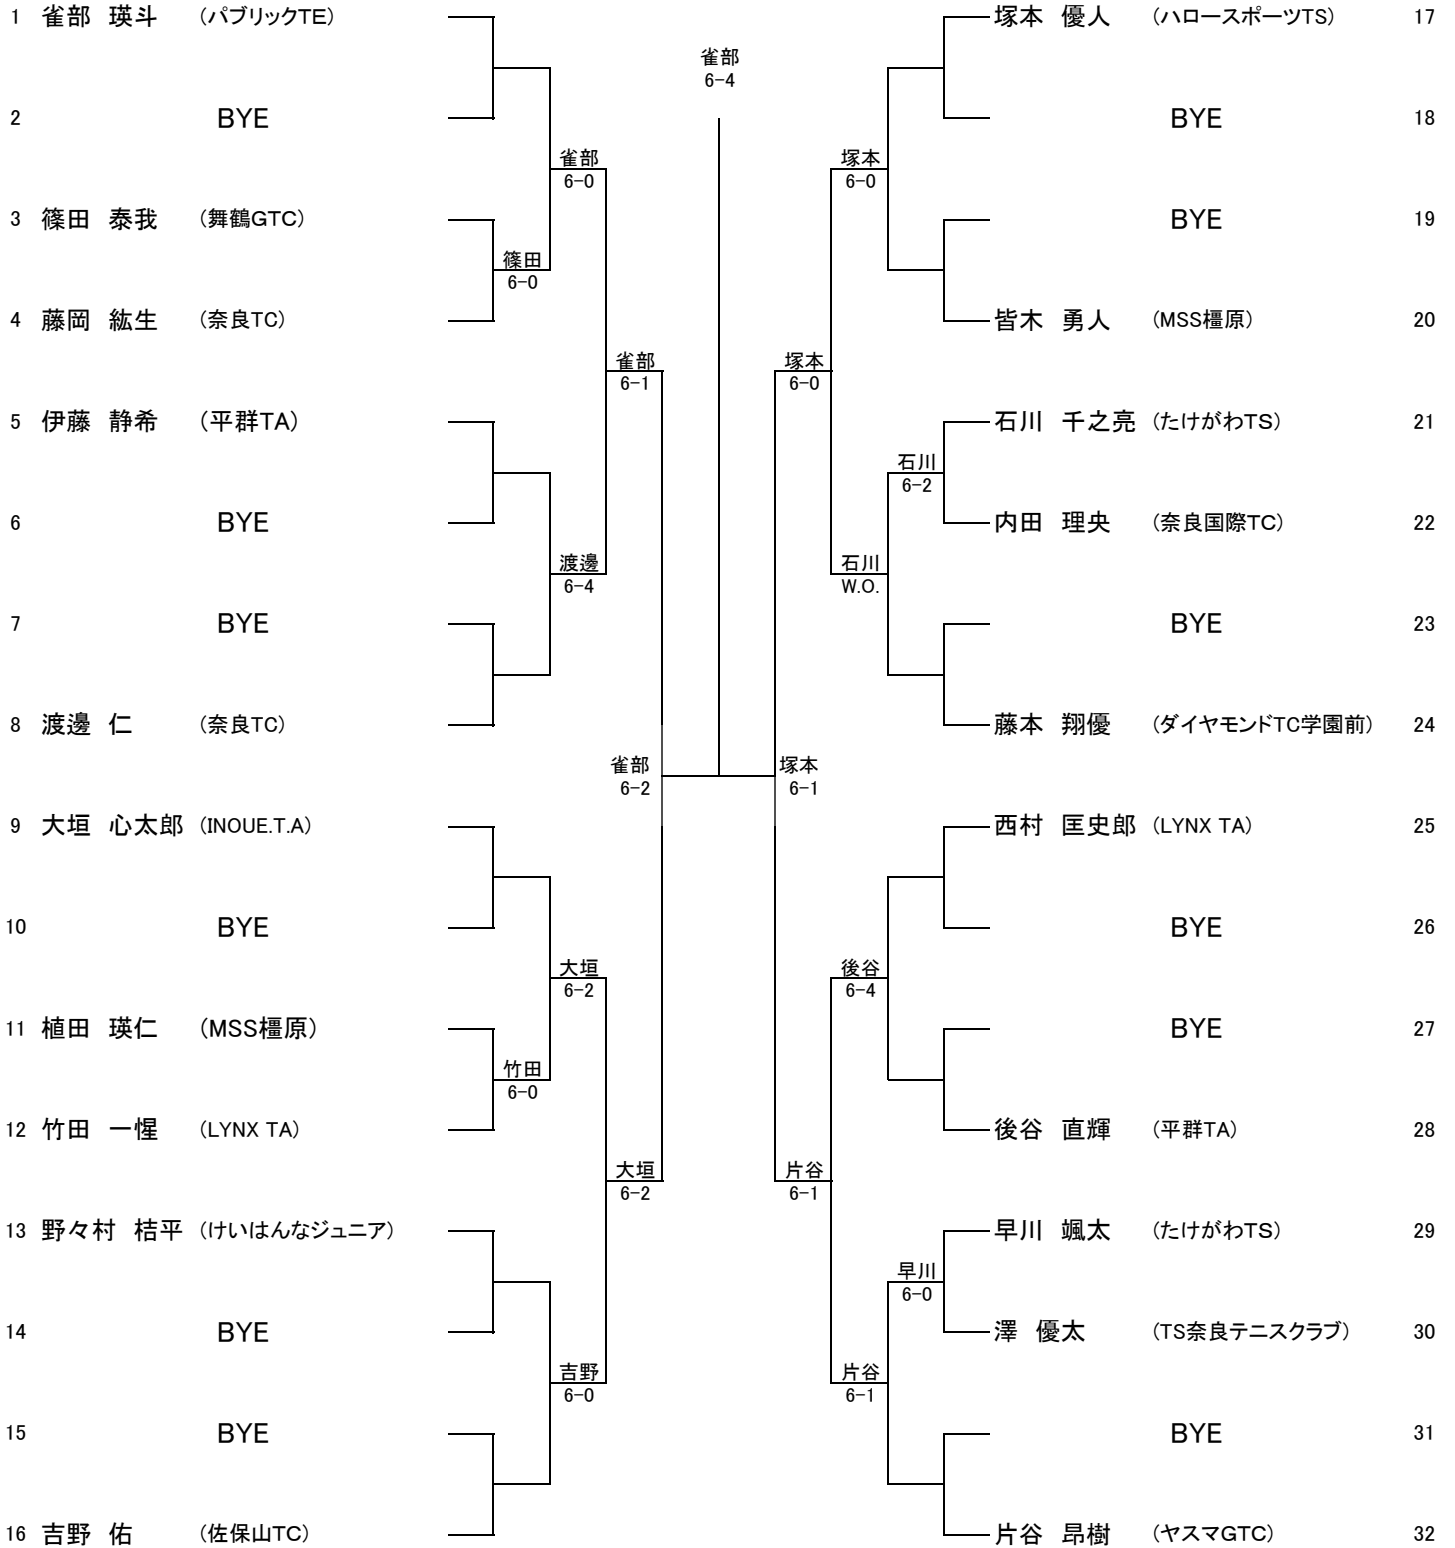 1 雀部 瑛斗 (パブリックTE)
2 BYE
3 篠田 泰我 (舞鶴GTC)
4 藤岡 紘生 (奈良TC)
5 伊藤 静希 (平群TA)
6 BYE
7 BYE
8 渡邊 仁 (奈良TC)
9 大垣 心太郎 (INOUE.T.A)
10 BYE
11 植田 瑛仁 (MSS橿原)
12 竹田 一惺 (LYNX TA)
13 野々村 桔平 (けいはんなジュニア)
14 BYE
15 BYE
16 吉野 佑 (佐保山TC)
篠田
6-0
竹田
6-0
雀部
6-0
渡邊
6-4
大垣
6-2
吉野
6-0
雀部
6-1
大垣
6-2
雀部
6-2
雀部
6-4
塚本
6-1
塚本
6-0
片谷
6-1
塚本
6-0
石川
W.O.
後谷
6-4
片谷
6-1
石川
6-2
早川
6-0
塚本 優人 (ハロースポーツTS) 17
BYE 18
BYE 19
皆木 勇人 (MSS橿原) 20
石川 千之亮 (たけがわTS) 21
内田 理央 (奈良国際TC) 22
BYE 23
藤本 翔優 (ダイヤモンドTC学園前) 24
西村 匡史郎 (LYNX TA) 25
BYE 26
BYE 27
後谷 直輝 (平群TA) 28
早川 颯太 (たけがわTS) 29
澤 優太 (TS奈良テニスクラブ) 30
BYE 31
片谷 昂樹 (ヤスマGTC) 32